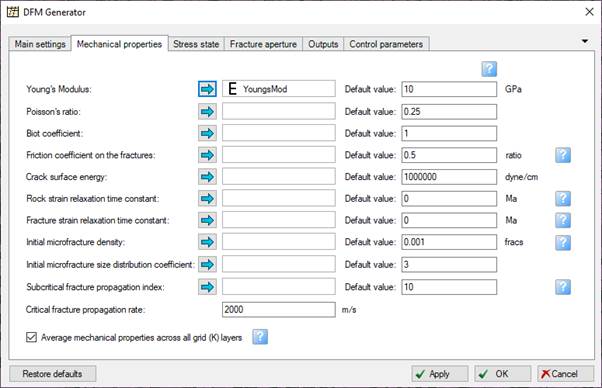 DFM Generator
Main settings Mechanical properties Stress state Fracture aperture Outputs Control parameters
?
Young's Modulus: E YoungsMod Default value: 10 GPa
Poisson's ratio: Default value: 0.25
Biot coefficient: Default value: 1
Friction coefficient on the fractures: Default value: 0.5 ratio ?
Crack surface energy: Default value: 1000000 dyne/cm
Rock strain relaxation time constant: Default value: 0 Ma ?
Fracture strain relaxation time constant: Default value: 0 Ma ?
Initial microfracture density: Default value: 0.001 fracs ?
Initial microfracture size distribution coefficient: Default value: 3
Subcritical fracture propagation index: Default value: 10 ?
Critical fracture propagation rate: 2000 m/s
Average mechanical properties across all grid (K) layers ?
Restore defaults Apply OK Cancel